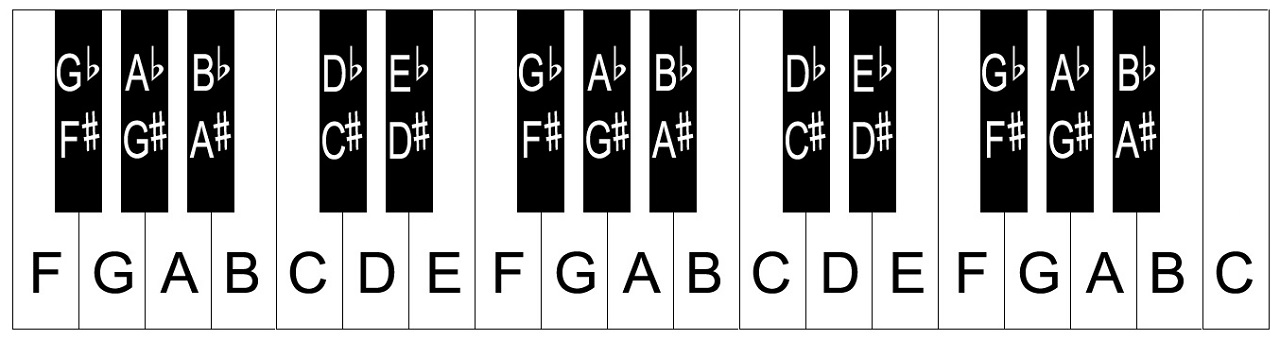 G♭ A♭ B♭ D♭ E♭ G♭ A♭ B♭ D♭ E♭ G♭ A♭ B♭
F# G# A# C# D# F# G# A# C# D# F# G# A#
F G A B C D E F G A B C D E F G A B C